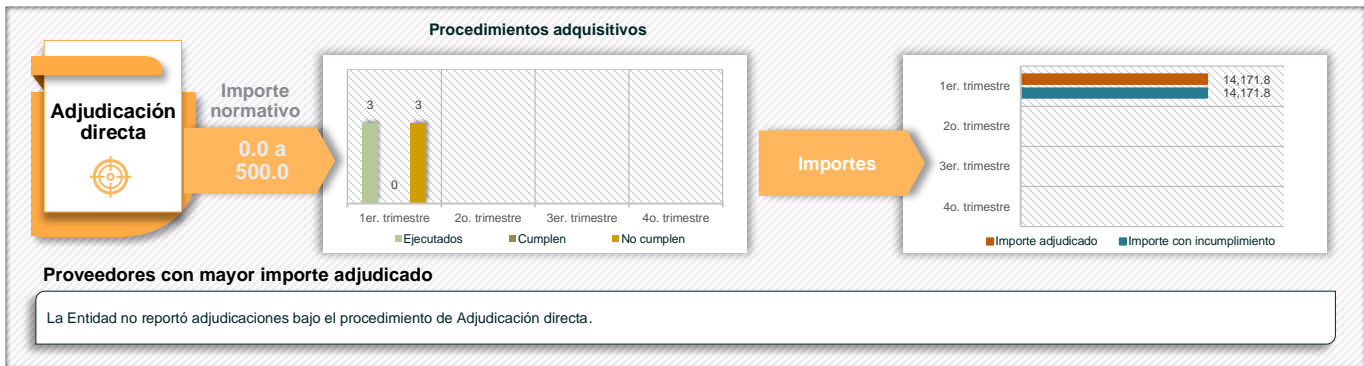 Procedimientos adquisitivos
Adjudicación
directa
Importe
normativo
0.0 a
500.0
3
0
3
1er. trimestre
2o. trimestre
3er. trimestre
4o. trimestre
Ejecutados
Cumplen
No cumplen
Importes
1er. trimestre
14,171.8
14,171.8
2o. trimestre
3er. trimestre
4o. trimestre
Importe adjudicado
Importe con incumplimiento
Proveedores con mayor importe adjudicado
La Entidad no reportó adjudicaciones bajo el procedimiento de Adjudicación directa.